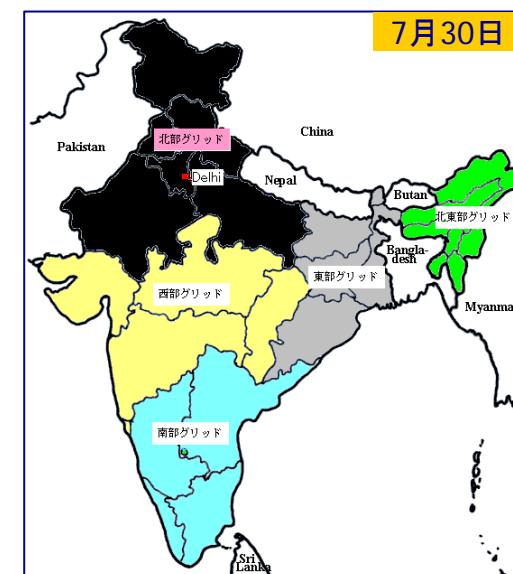 7月30日
China
北部グリッド
Pakistan
Delhi
Nepal
Butan
北東部グリッド
Bangla-
desh
東部グリッド
西部グリッド
Myanma
南部グリッド
Sri
Lanka